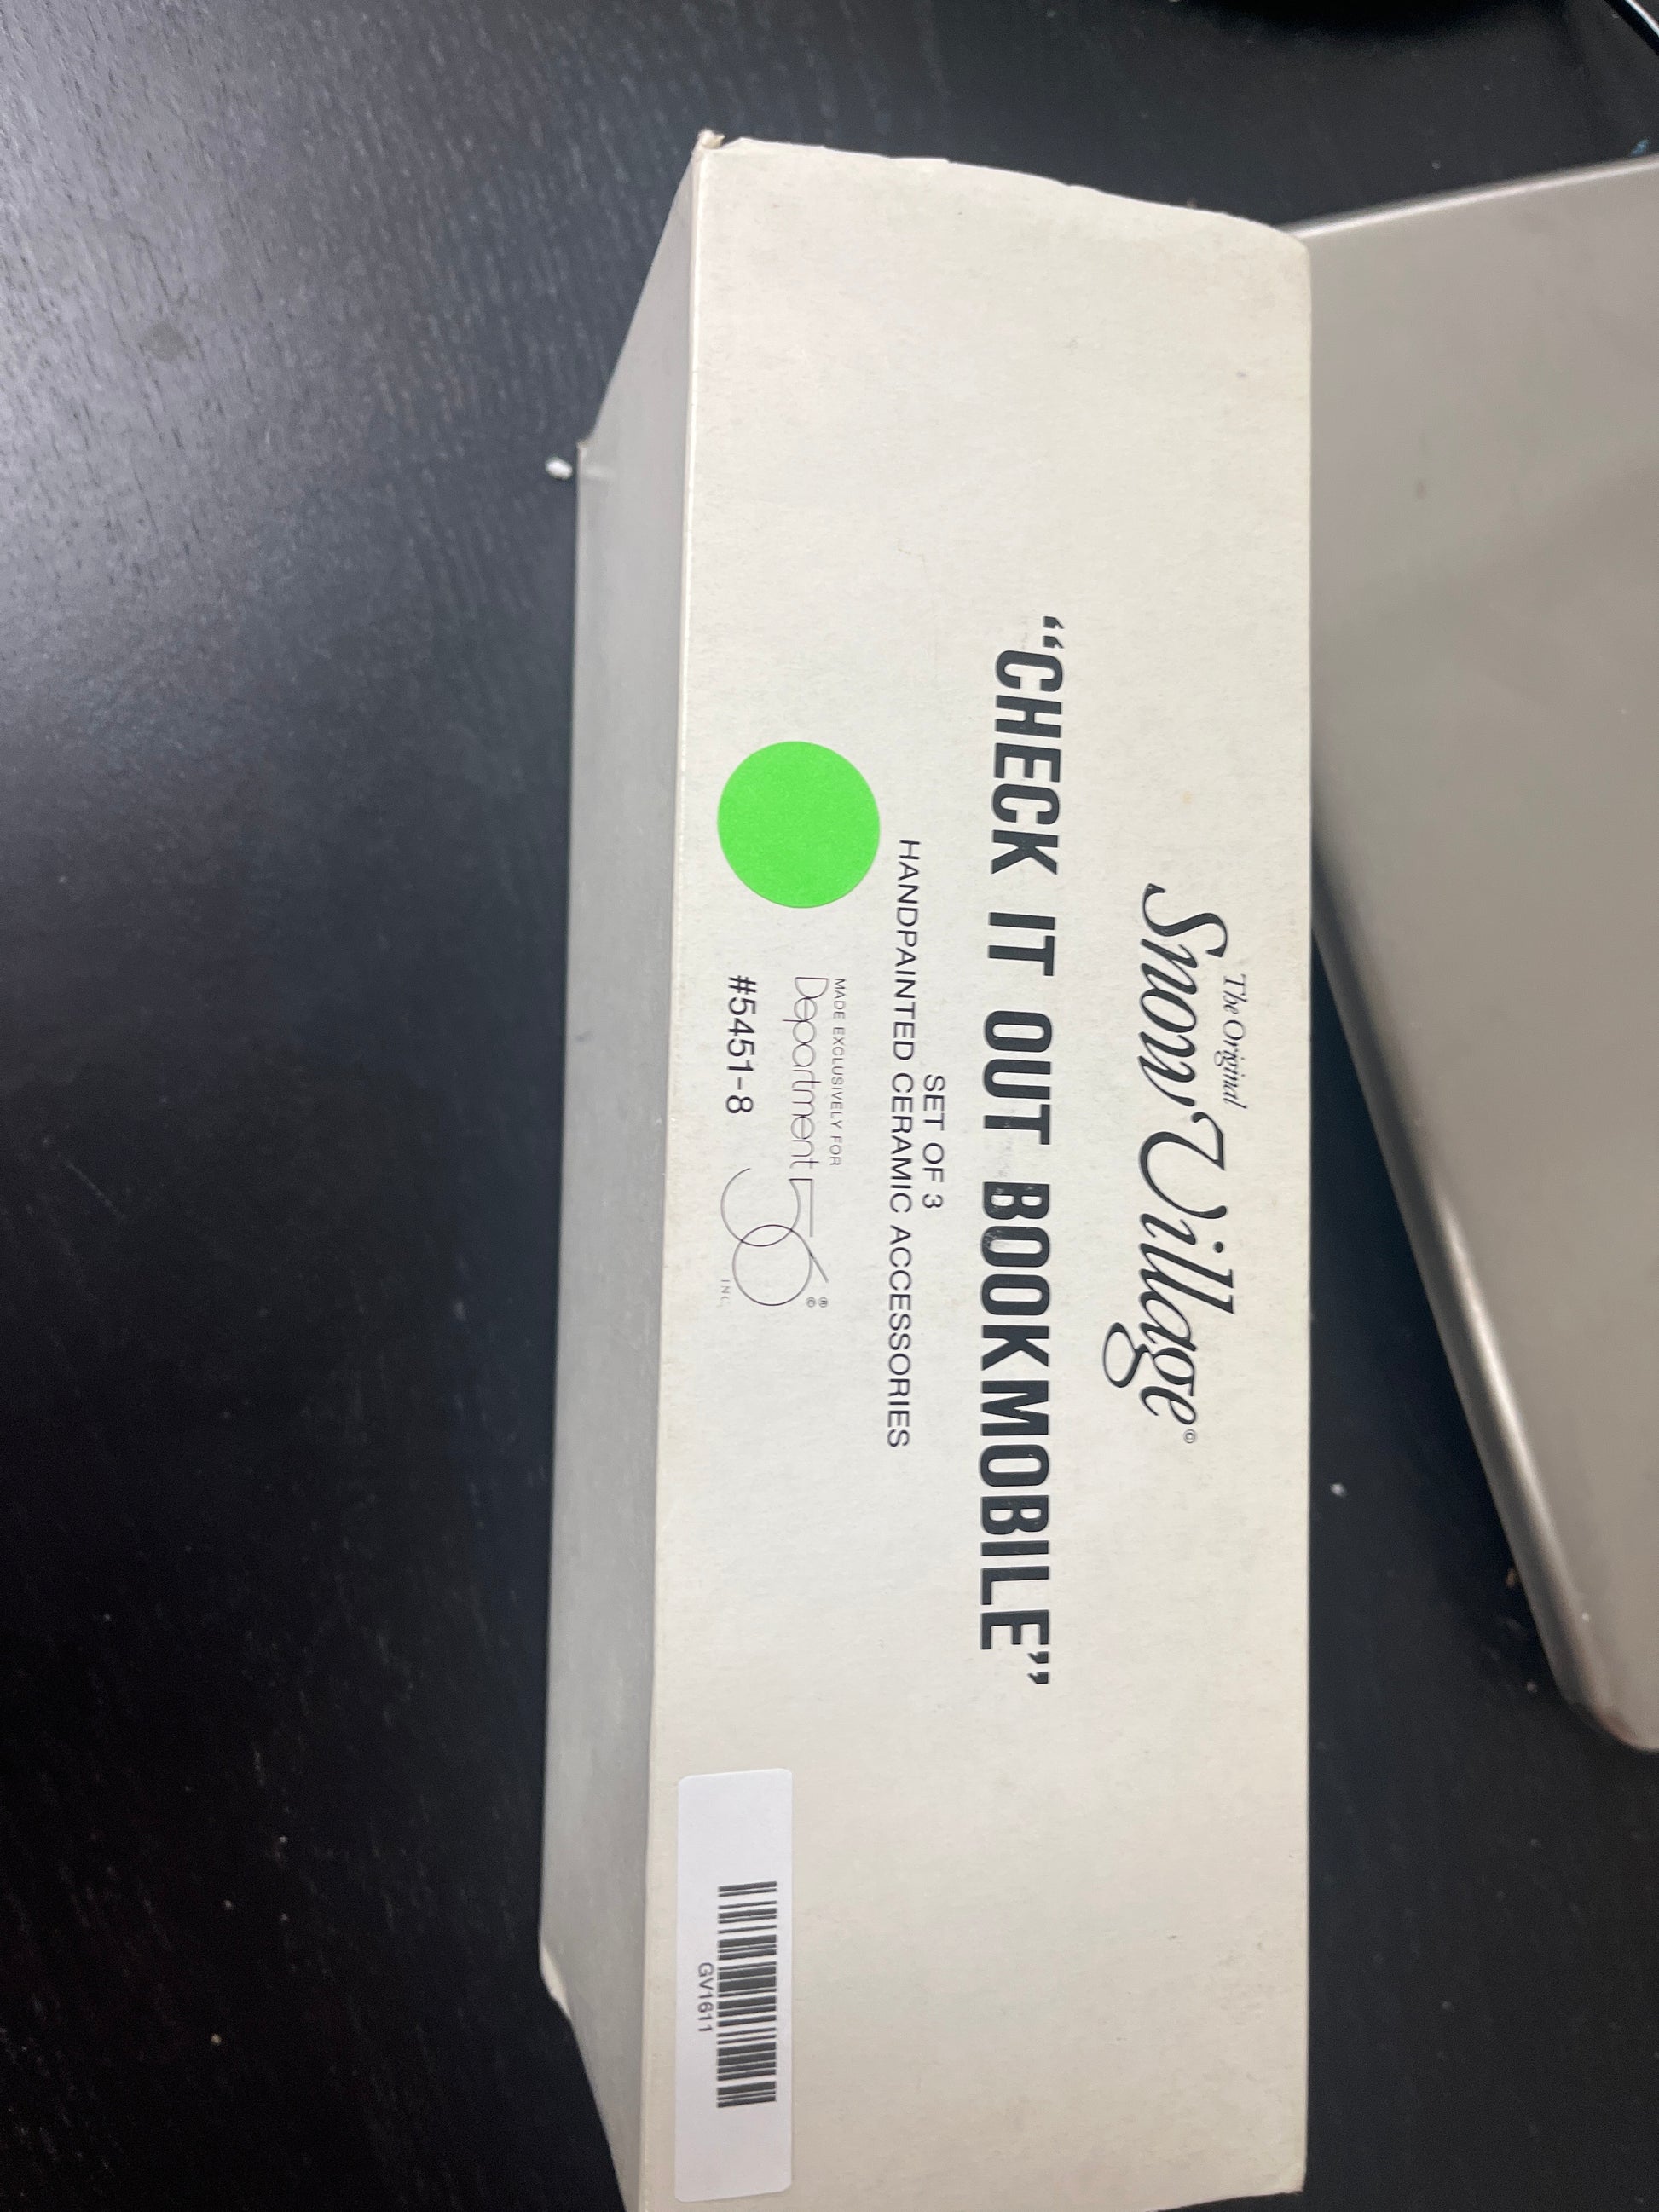 The Original
Snow Village©
“CHECK IT OUT BOOKMOBILE”
SET OF 3
HANDPAINTED CERAMIC ACCESSORIES
MADE EXCLUSIVELY FOR
Department 56 ®
©
INC.
#5451-8
GV1611